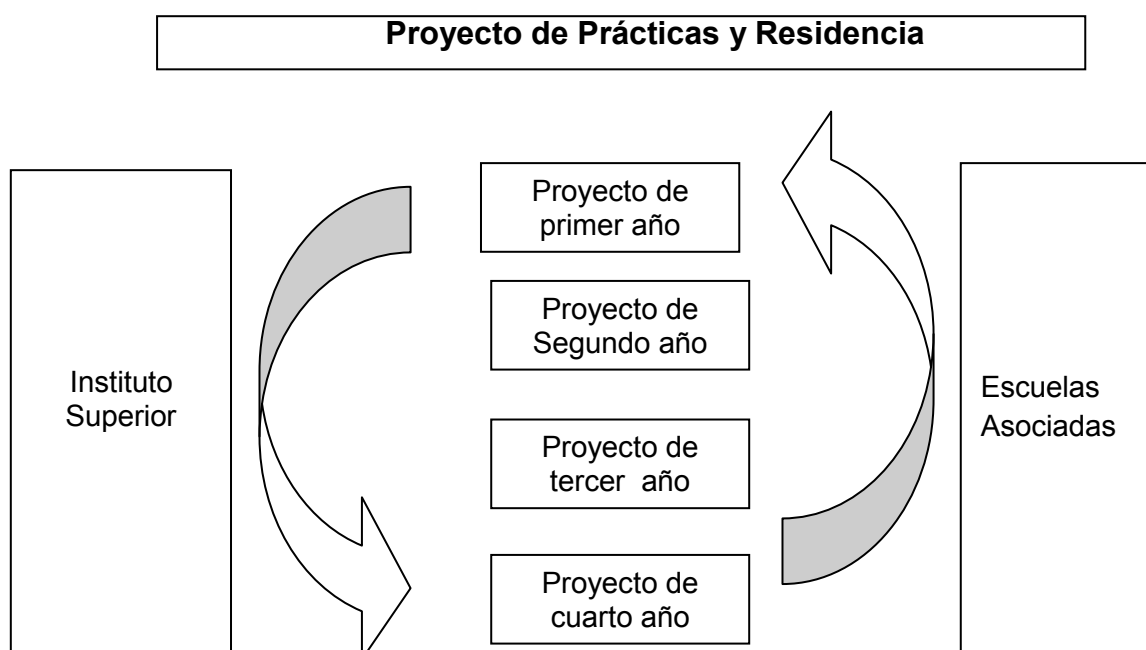 Proyecto de Prácticas y Residencia
Instituto
Superior
Proyecto de
primer año
Proyecto de
Segundo año
Proyecto de
tercer  año
Proyecto de
cuarto año
Escuelas
Asociadas